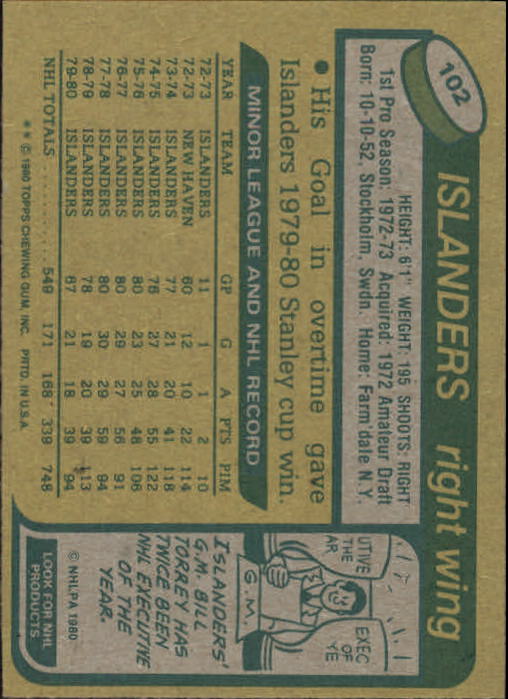 102
ISLANDERS right wing
HEIGHT: 6'1" WEIGHT: 195 SHOOTS: RIGHT
1st Pro Season. 1972-73 Acquired: 1972 Amateur Draft
Born: 10-10-52, Stockholm, Swdn. Home: Farm'dale N.Y.
• His Goal in overtime gave
Islanders 1979-80 Stanley cup win.
MINOR LEAGUE AND NHL RECORD
YEAR TEAM GP G A PTS PIM
72-73 ISLANDERS 11 1 1 2 10
72-73 NEW HAVEN 60 12 10 22 114
73-74 ISLANDERS 77 21 20 41 118
74-75 ISLANDERS 76 27 28 55 122
75-76 ISLANDERS 80 23 25 48 106
76-77 ISLANDERS 80 29 27 56 91
77-78 ISLANDERS 80 30 29 59 94
78-79 ISLANDERS 78 19 20 39 113
79-80 ISLANDERS 67 21 18 39 94
NHL TOTALS ........ 549 171 168 339 748
** © 1980 TOPPS CHEWING GUM, INC. PRTD. IN U.S.A.
UTIVE
THE
AR
EXEC
OF
YE
G.M.
ISLANDERS'
G.M. BILL
TORREY HAS
TWICE BEEN
NHL EXECUTIVE
OF THE
YEAR.
© NHLPA 1980
LOOK FOR NHL
PRODUCTS.